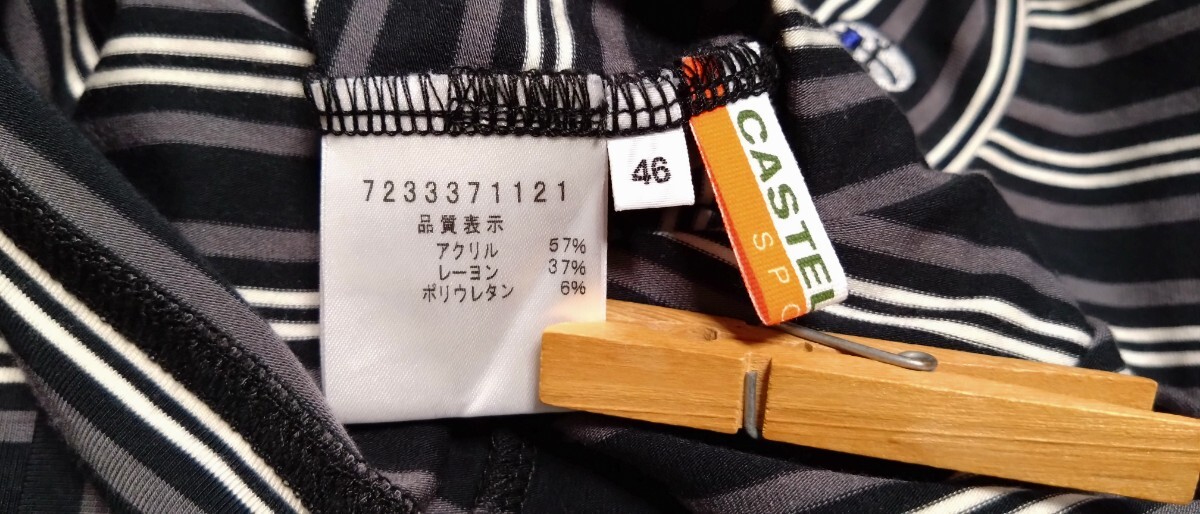 7233371121
品質表示
アクリル 57%
レーヨン 37%
ポリウレタン 6%
46
CASTEL
SPO